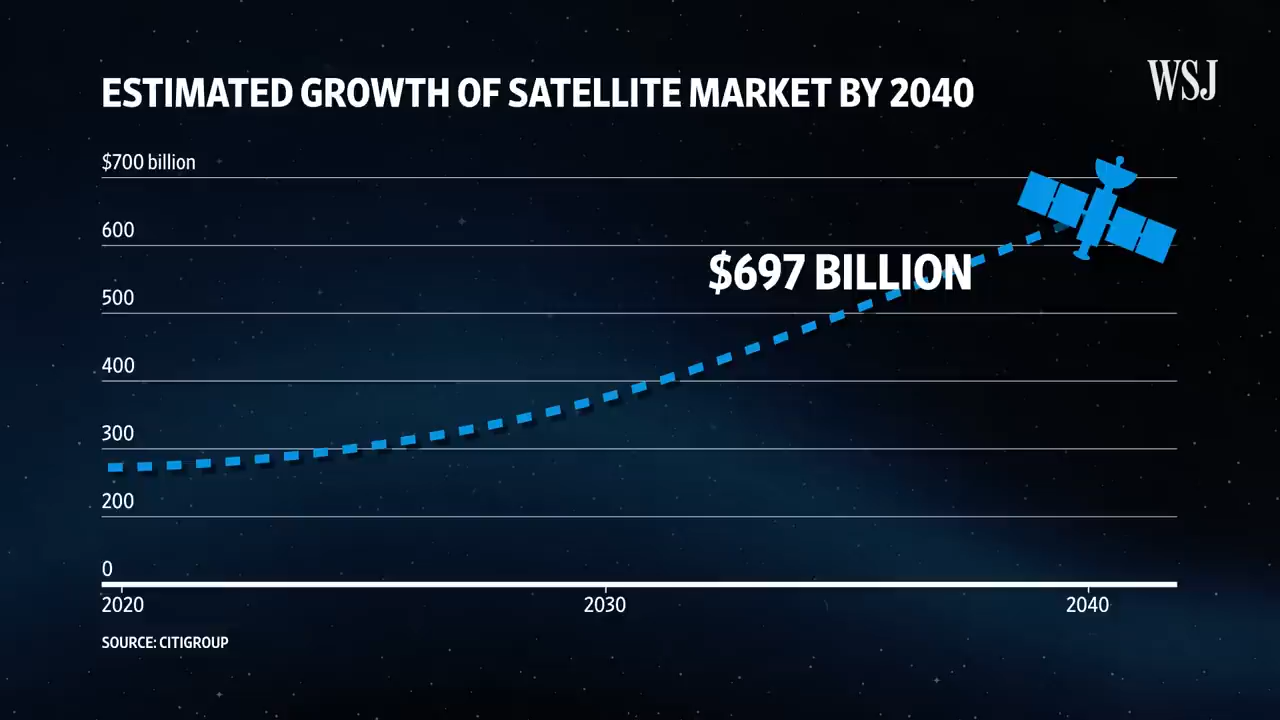 ESTIMATED GROWTH OF SATELLITE MARKET BY 2040
WSJ
$700 billion
600
$697 BILLION
500
400
300
200
0
2020 2030 2040
SOURCE: CITIGROUP